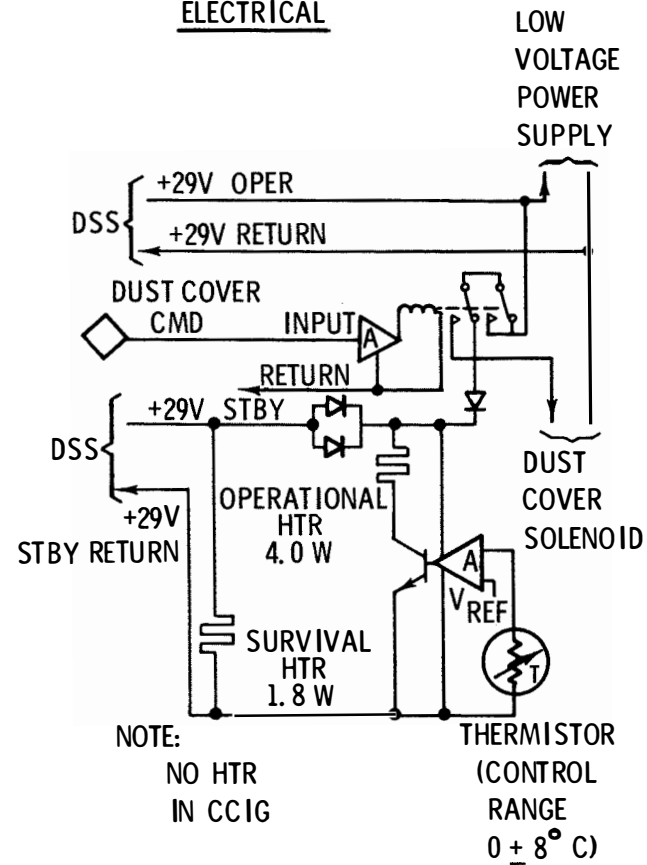 ELECTRICAL
LOW
VOLTAGE
POWER
SUPPLY
+29V OPER
DSS
+29V RETURN
DUST COVER
CMD
INPUT
A
RETURN
+29V STBY
DSS
+29V
STBY RETURN
OPERATIONAL
HTR
4.0 W
DUST
COVER
SOLENOID
A
VREF
SURVIVAL
HTR
1.8 W
T
NOTE:
NO HTR
IN CCIG
THERMISTOR
(CONTROL
RANGE
0 ± 8° C)